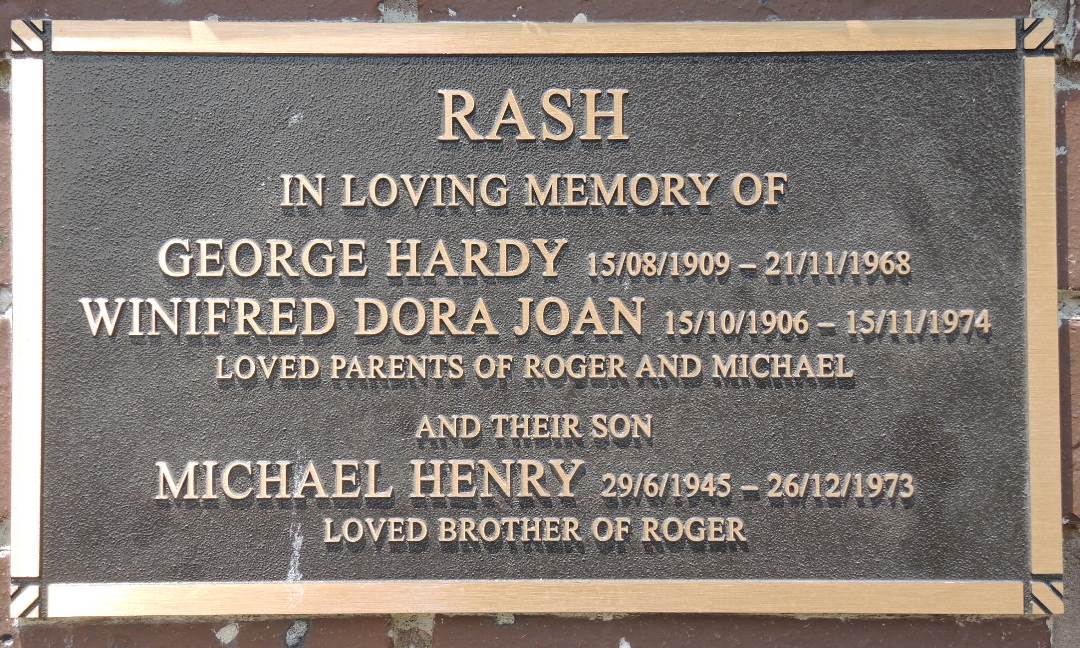 RASH
IN LOVING MEMORY OF
GEORGE HARDY 15/08/1909 – 21/11/1968
WINIFRED DORA JOAN 15/10/1906 – 15/11/1974
LOVED PARENTS OF ROGER AND MICHAEL
AND THEIR SON
MICHAEL HENRY 29/6/1945 – 26/12/1973
LOVED BROTHER OF ROGER